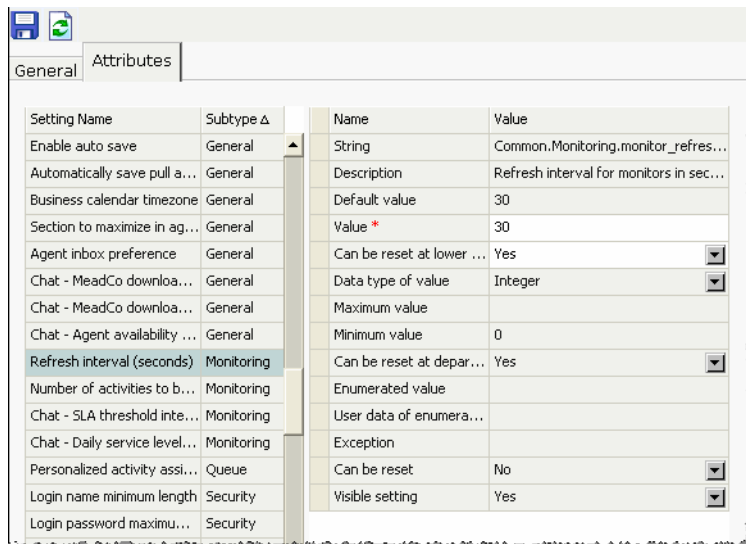 General Attributes
Setting Name Subtype
Enable auto save General
Automatically save pull a... General
Business calendar timezone General
Section to maximize in ag... General
Agent inbox preference General
Chat - MeadCo downloa... General
Chat - MeadCo downloa... General
Chat - Agent availability ... General
Refresh interval (seconds) Monitoring
Number of activities to b... Monitoring
Chat - SLA threshold inte... Monitoring
Chat - Daily service level... Monitoring
Personalized activity assi... Queue
Login name minimum length Security
Login password maximu... Security
Name Value
String Common.Monitoring.monitor_refres...
Description Refresh interval for monitors in sec...
Default value 30
Value * 30
Can be reset at lower ... Yes
Data type of value Integer
Maximum value
Minimum value 0
Can be reset at depar... Yes
Enumerated value
User data of enumera...
Exception
Can be reset No
Visible setting Yes